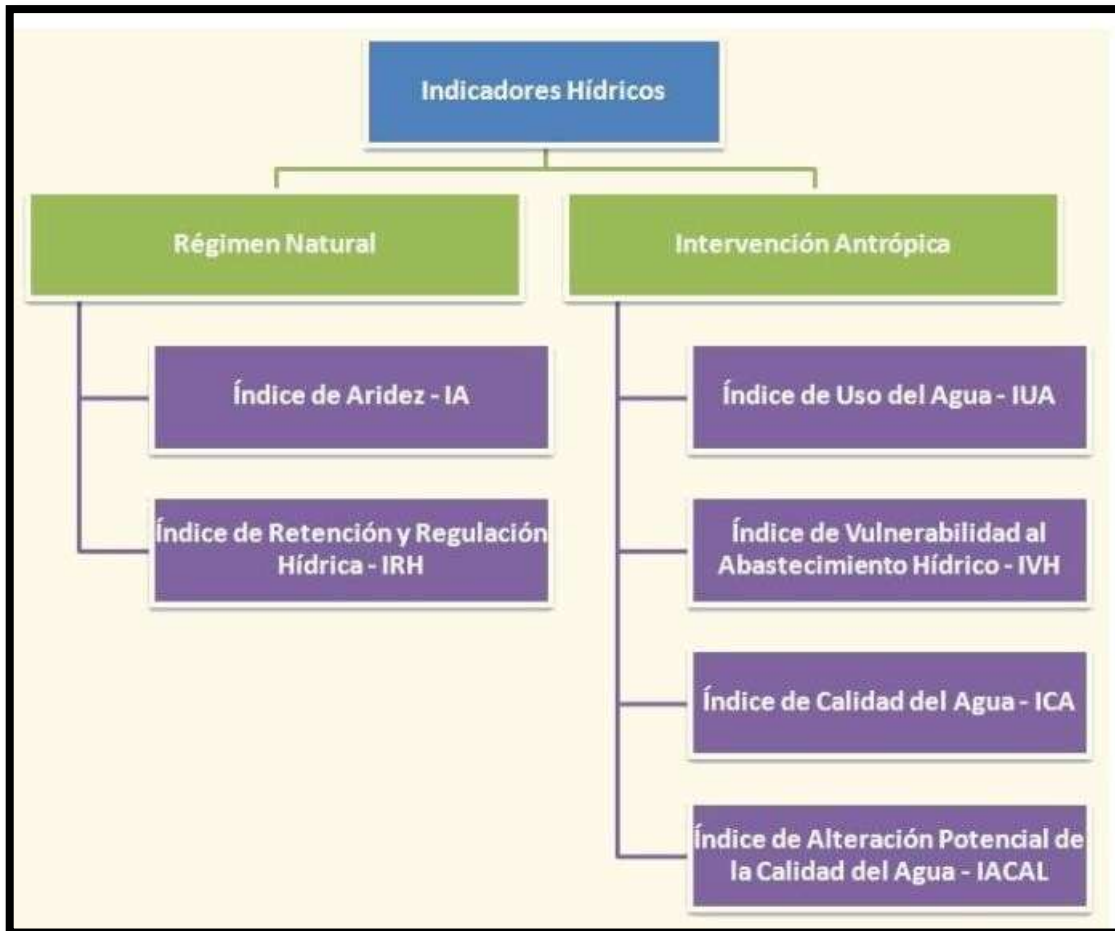 Indicadores Hídricos
Régimen Natural
Índice de Aridez - IA
Índice de Retención y Regulación
Hídrica - IRH
Intervención Antrópica
Índice de Uso del Agua - IUA
Índice de Vulnerabilidad al
Abastecimiento Hídrico - IVH
Índice de Calidad del Agua - ICA
Índice de Alteración Potencial de
la Calidad del Agua - IACAL